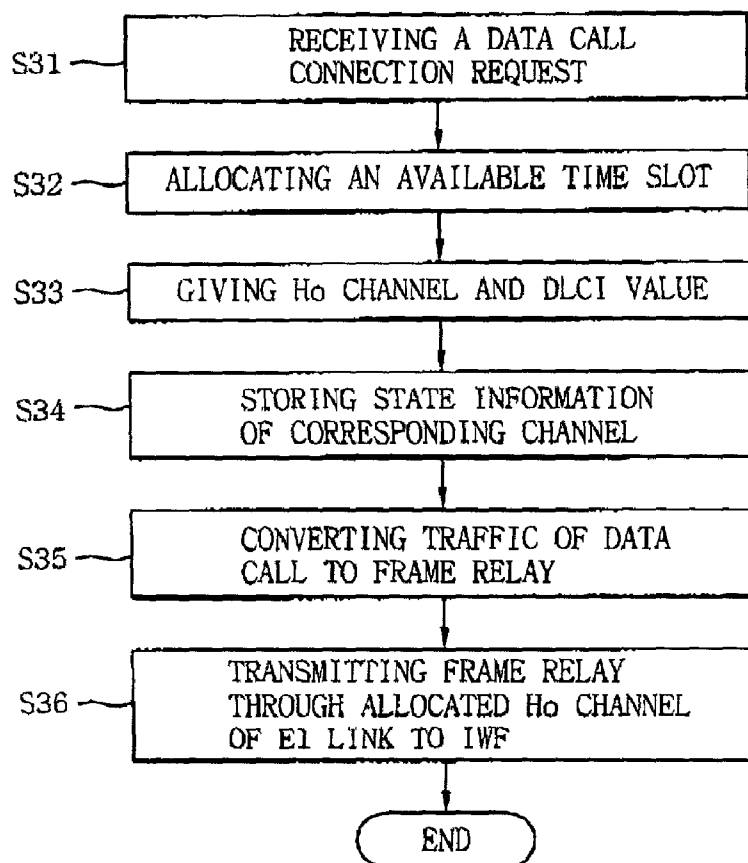 S31
RECEIVING A DATA CALL
CONNECTION REQUEST
S32
ALLOCATING AN AVAILABLE TIME SLOT
S33
GIVING Ho CHANNEL AND DLCI VALUE
S34
STORING STATE INFORMATION
OF CORRESPONDING CHANNEL
S35
CONVERTING TRAFFIC OF DATA
CALL TO FRAME RELAY
S36
TRANSMITTING FRAME RELAY
THROUGH ALLOCATED Ho CHANNEL
OF E1 LINK TO IWF
END